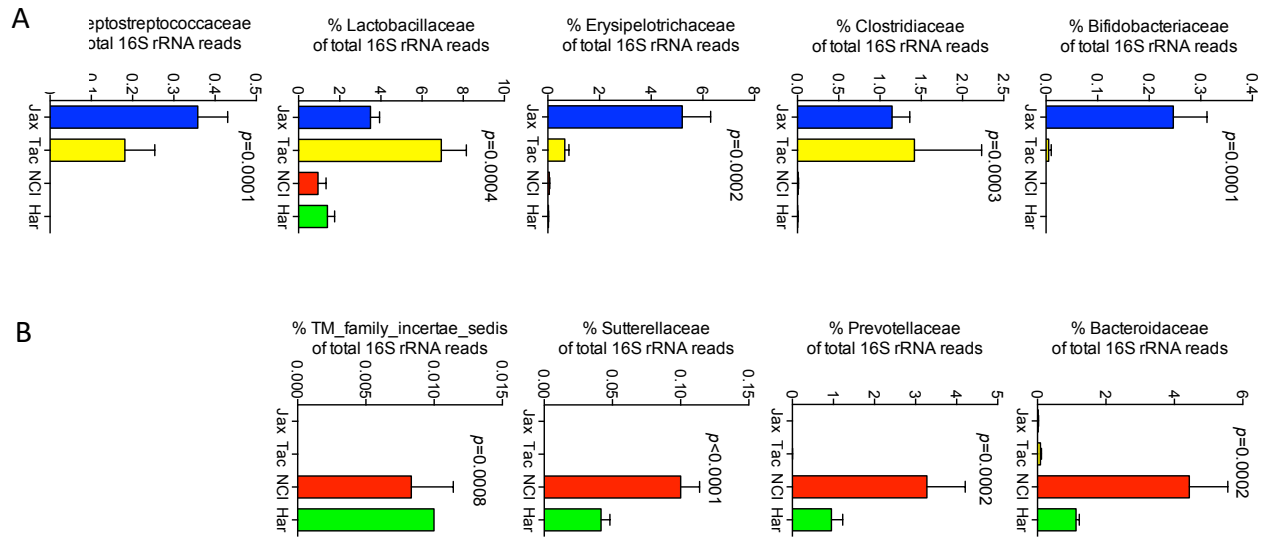 A
eptostreptococcaceae
otal 16S rRNA reads
0.2
0.3
0.4
0.5
Jax
Tac
NCI
Har
p=0.0001
% Lactobacillaceae
of total 16S rRNA reads
0
2
4
6
8
10
Jax
Tac
NCI
Har
p=0.0004
% Erysipelotrichaceae
of total 16S rRNA reads
0
2
4
6
8
Jax
Tac
NCI
Har
p=0.0002
% Clostridiaceae
of total 16S rRNA reads
0.0
0.5
1.0
1.5
2.0
2.5
Jax
Tac
NCI
Har
p=0.0003
% Bifidobacteriaceae
of total 16S rRNA reads
0.0
0.1
0.2
0.3
0.4
Jax
Tac
NCI
Har
p=0.0001
B
% TM_family_incertae_sedis
of total 16S rRNA reads
0.000
0.005
0.010
0.015
Jax
Tac
NCI
Har
p=0.0008
% Sutterellaceae
of total 16S rRNA reads
0.00
0.05
0.10
0.15
Jax
Tac
NCI
Har
p<0.0001
% Prevotellaceae
of total 16S rRNA reads
0
1
2
3
4
5
Jax
Tac
NCI
Har
p=0.0002
% Bacteroidaceae
of total 16S rRNA reads
0
2
4
6
Jax
Tac
NCI
Har
p=0.0002